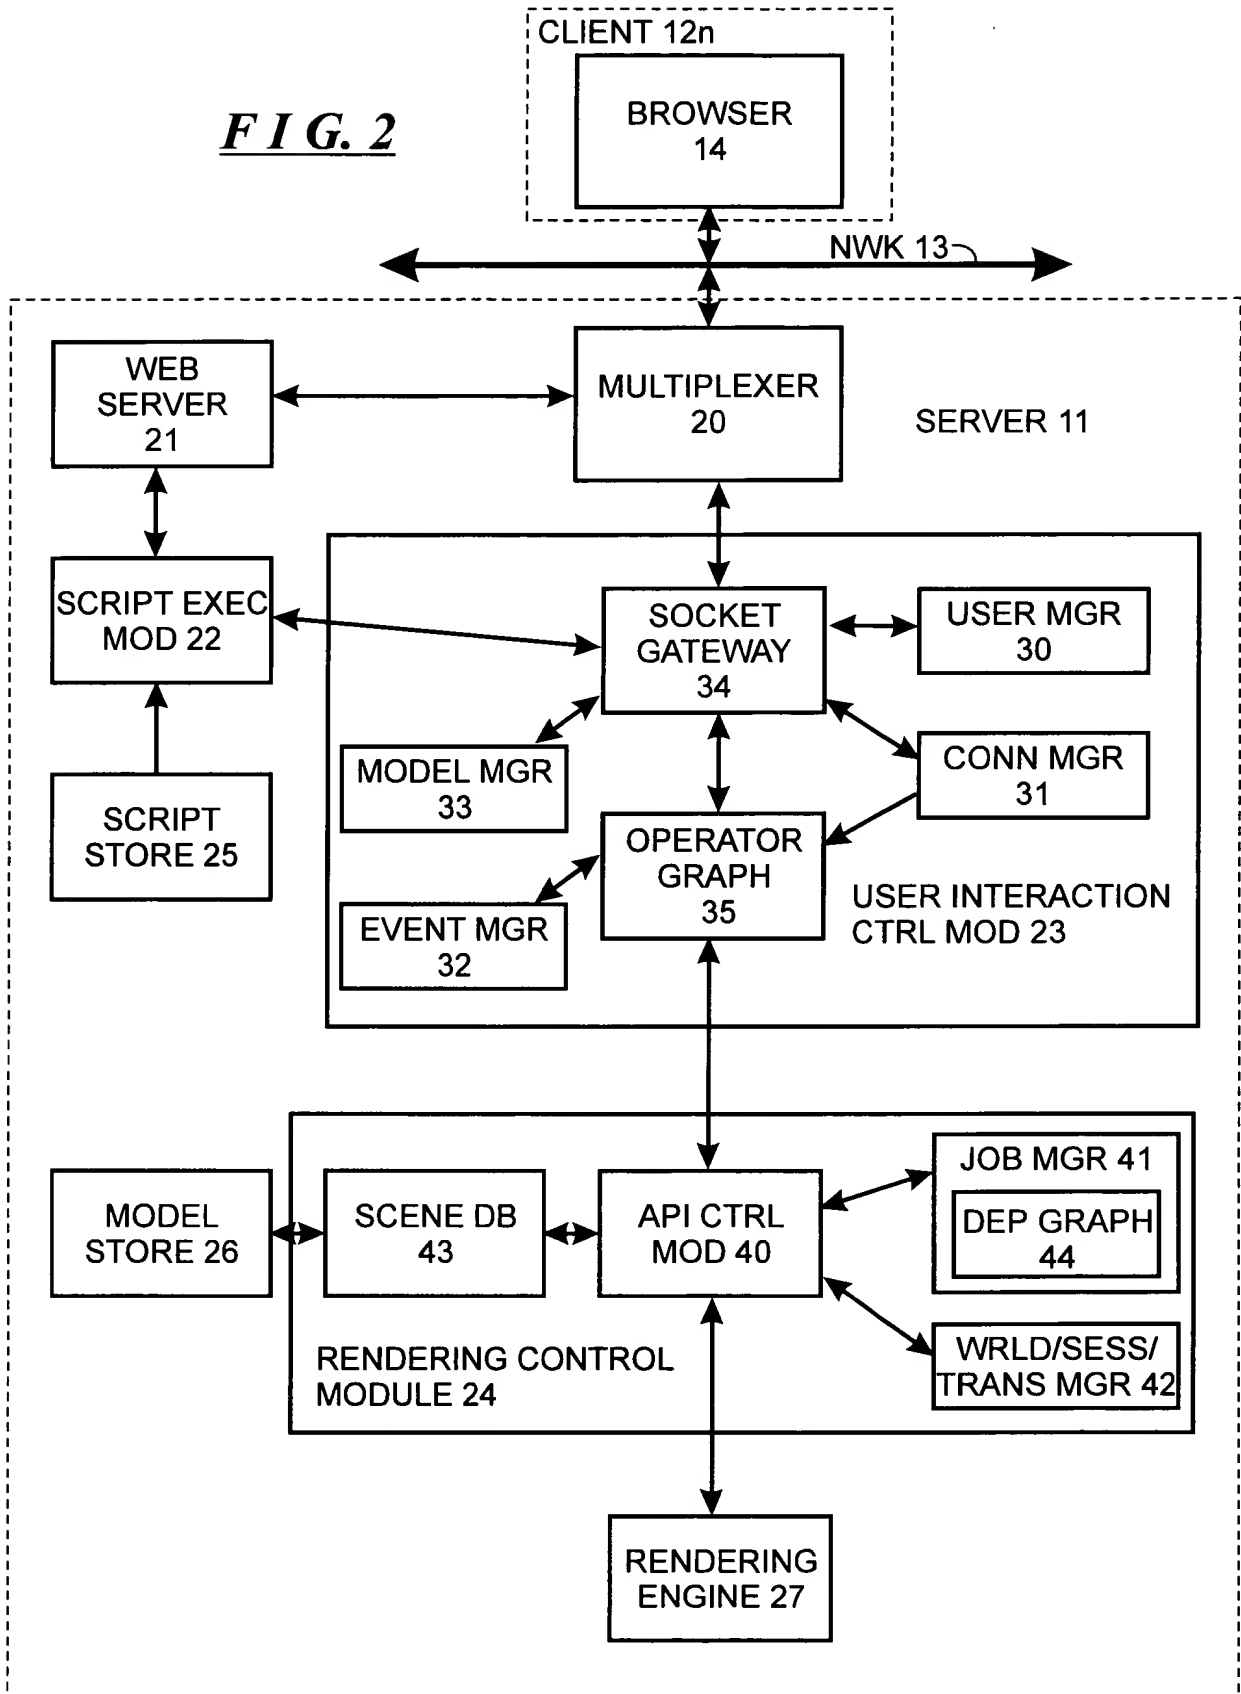 CLIENT 12n
BROWSER
14
F I G. 2
NWK 13
WEB
SERVER
21
MULTIPLEXER
20
SERVER 11
SCRIPT EXEC
MOD 22
SOCKET
GATEWAY
34
USER MGR
30
MODEL MGR
33
CONN MGR
31
SCRIPT
STORE 25
OPERATOR
GRAPH
35
EVENT MGR
32
USER INTERACTION
CTRL MOD 23
MODEL
STORE 26
SCENE DB
43
API CTRL
MOD 40
JOB MGR 41
DEP GRAPH
44
WRLD/SESS/
TRANS MGR 42
RENDERING CONTROL
MODULE 24
RENDERING
ENGINE 27